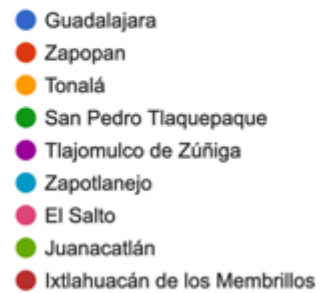 Guadalajara
Zapopan
Tonalá
San Pedro Tlaquepaque
Tlajomulco de Zúñiga
Zapotlanejo
El Salto
Juanacatlán
Ixtlahuacán de los Membrillos